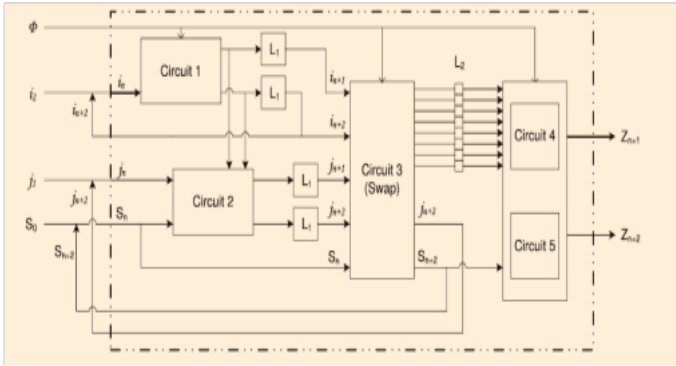 Φ
L₁
L₂
Circuit 1
iₙ
iₙ₊₁
i₂
L₁
iₙ₊₂
iₙ₊₂
Circuit 4
Zₙ₊₁
j₁
jₙ
L₁
jₙ₊₁
Circuit 3
(Swap)
jₙ₊₂
Circuit 2
S₀
Sₙ
L₁
jₙ₊₂
jₙ₊₂
Circuit 5
Zₙ₊₂
Sₙ₊₂
Sₙ
Sₙ₊₂